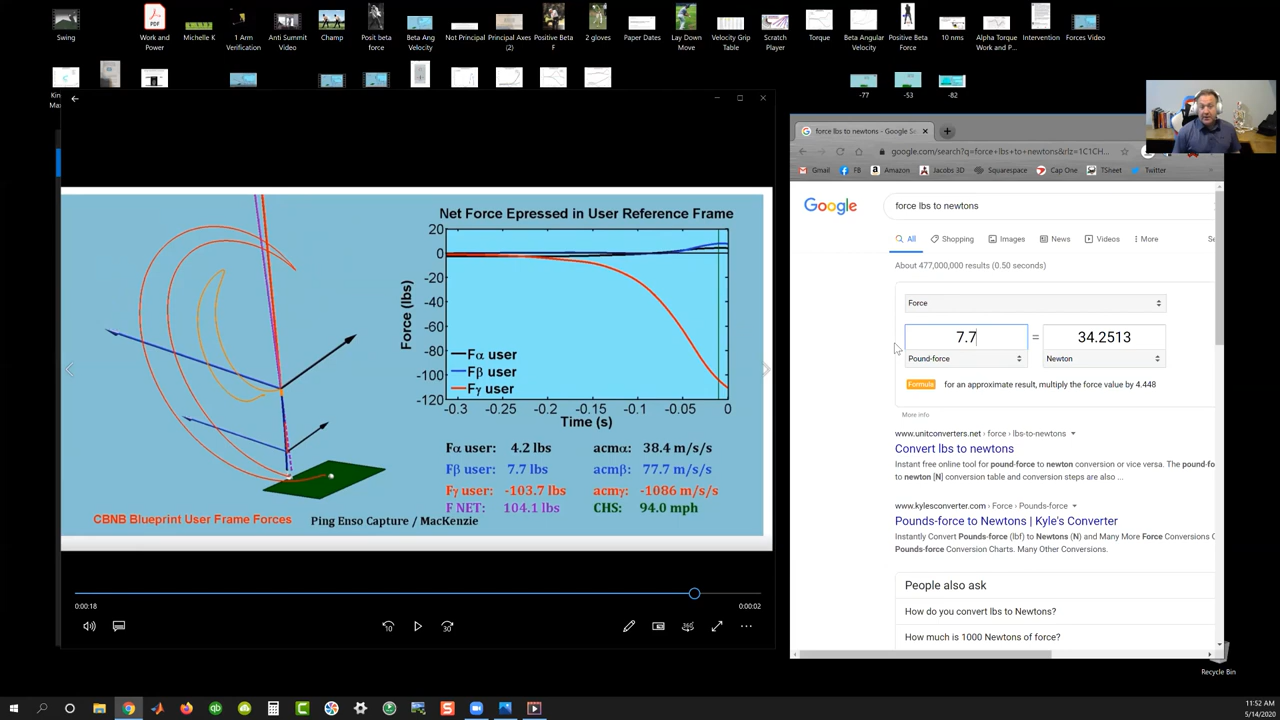 Swing
Work and Power
Michelle K
1 Arm Verification
Anti Summit Video
Champ
Posit beta force
Beta Ang Velocity
Not Principal
Principal Axes (2)
Positive Beta F
2 gloves
Paper Dates
Lay Down Move
Velocity Grip Table
Scratch Player
Torque
Beta Angular Velocity
Positive Beta Force
10 nms
Alpha Torque Work and P...
Intervention
Forces Video
-77
-53
-82
Net Force Epressed in User Reference Frame
20
0
-20
-40
-60
-80
-100
-120
Force (lbs)
Fα user
Fβ user
Fγ user
-0.3
-0.25
-0.2
-0.15
-0.1
-0.05
0
Time (s)
Fα user: 4.2 lbs acmα: 38.4 m/s/s
Fβ user: 7.7 lbs acmβ: 77.7 m/s/s
Fγ user: -103.7 lbs acmγ: -1086 m/s/s
F NET: 104.1 lbs CHS: 94.0 mph
CBNB Blueprint User Frame Forces
Ping Enso Capture / MacKenzie
0:00:18
0:00:02
10
30
360
force lbs to newtons - Google Se
google.com/search?q=force+lbs+to+newtons&rlz=1C1CH...
Gmail
FB
Amazon
Jacobs 3D
Squarespace
Cap One
TSheet
Twitter
Google
force lbs to newtons
All
Shopping
Images
News
Videos
More
Se
About 477,000,000 results (0.50 seconds)
Force
7.7 = 34.2513
Pound-force
Newton
Formula for an approximate result, multiply the force value by 4.448
More info
www.unitconverters.net › force › lbs-to-newtons
Convert lbs to newtons
Instant free online tool for pound-force to newton conversion or vice versa. The pound-fo
to newton [N] conversion table and conversion steps are also ...
www.kylesconverter.com › Force › Pounds-force
Pounds-force to Newtons | Kyle's Converter
Instantly Convert Pounds-force (lbf) to Newtons (N) and Many More Force Conversions O
Pounds-force Conversion Charts. Many Other Conversions.
People also ask
How do you convert lbs to Newtons?
How much is 1000 Newtons of force?
Recycle Bin
11:52 AM
5/14/2020